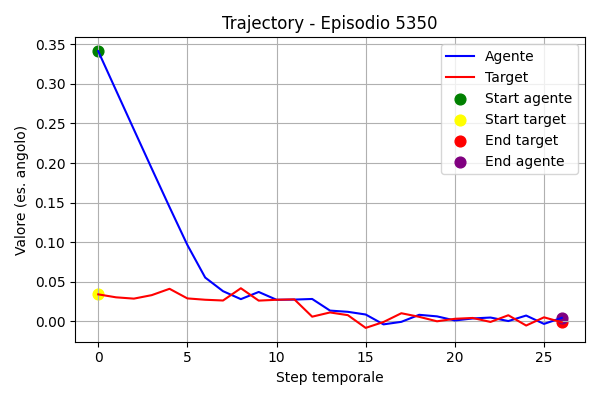 Trajectory - Episodio 5350
Valore (es. angolo)
0.35
0.30
0.25
0.20
0.15
0.10
0.05
0.00
Agente
Target
Start agente
Start target
End target
End agente
0 5 10 15 20 25
Step temporale